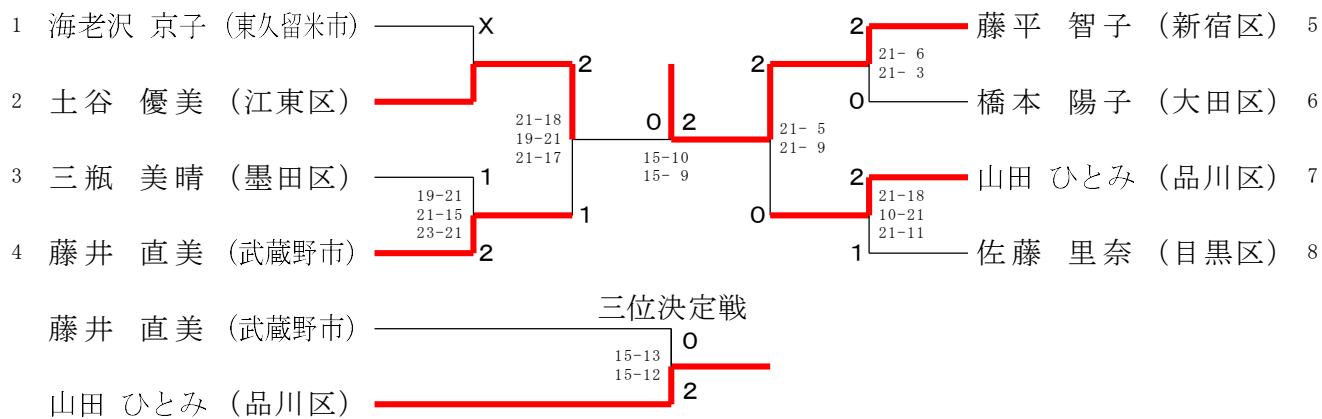 1 海老沢 京子 (東久留米市) X
2 土谷 優美 (江東区)
2
21-18
19-21
21-17
3 三瓶 美晴 (墨田区) 1
19-21
21-15
23-21
4 藤井 直美 (武蔵野市) 2
1
0 2
15-10
15- 9
2 藤平 智子 (新宿区) 5
21- 6
21- 3
0 橋本 陽子 (大田区) 6
2
21- 5
21- 9
0
2 山田 ひとみ (品川区) 7
21-18
10-21
21-11
1 佐藤 里奈 (目黒区) 8
三位決定戦
藤井 直美 (武蔵野市) 0
15-13
15-12
山田 ひとみ (品川区) 2